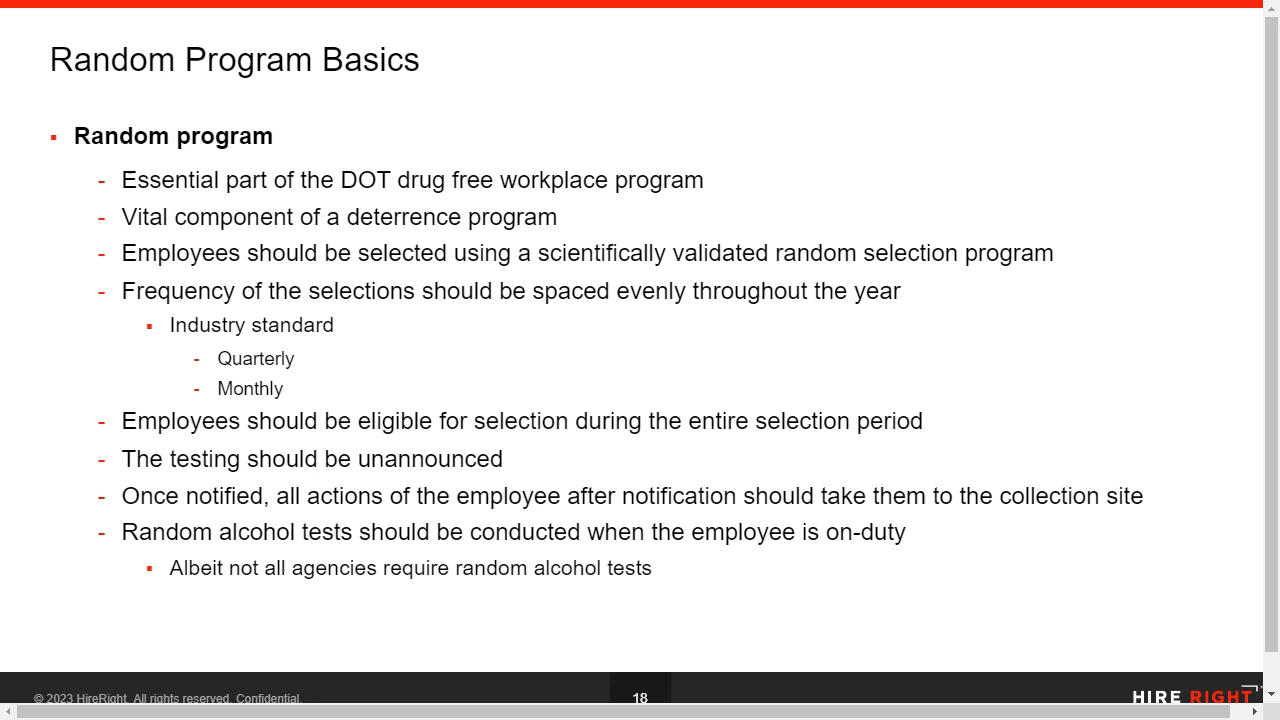 Random Program Basics
▪ Random program
- Essential part of the DOT drug free workplace program
- Vital component of a deterrence program
- Employees should be selected using a scientifically validated random selection program
- Frequency of the selections should be spaced evenly throughout the year
▪ Industry standard
- Quarterly
- Monthly
- Employees should be eligible for selection during the entire selection period
- The testing should be unannounced
- Once notified, all actions of the employee after notification should take them to the collection site
- Random alcohol tests should be conducted when the employee is on-duty
▪ Albeit not all agencies require random alcohol tests
© 2023 HireRight. All rights reserved. Confidential.
18
HIRE RIGHT